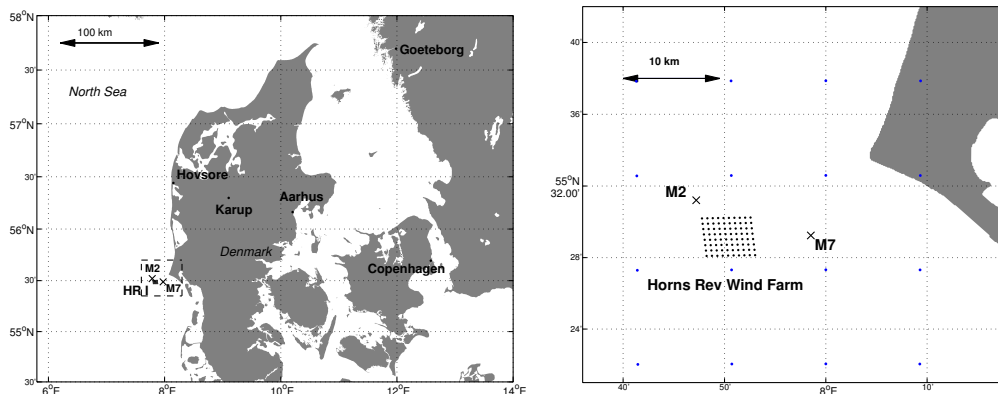 58°N
100 km
Goeteborg
30'
North Sea
57°N
Hovsore
30'
Karup
Aarhus
56°N
Denmark
Copenhagen
M2
30'
HRI
M7
55°N
30'
6°E
8°E
10°E
12°E
14°E
40'
10 km
36'
55°N
32.00'
M2
M7
28'
Horns Rev Wind Farm
24'
40'
50'
8°E
10'